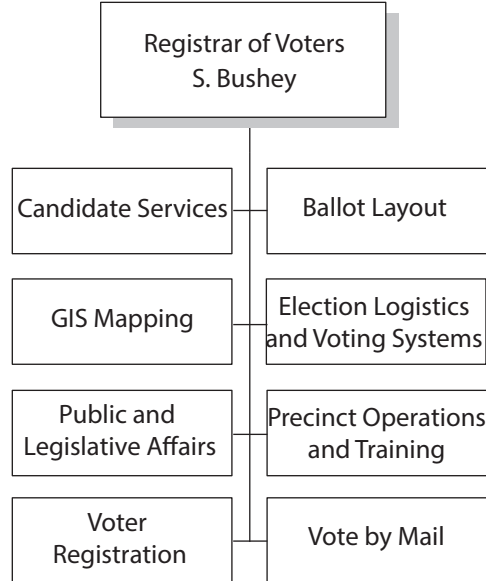 Registrar of Voters
S. Bushey
Candidate Services
Ballot Layout
GIS Mapping
Election Logistics
and Voting Systems
Public and
Legislative Affairs
Precinct Operations
and Training
Voter
Registration
Vote by Mail